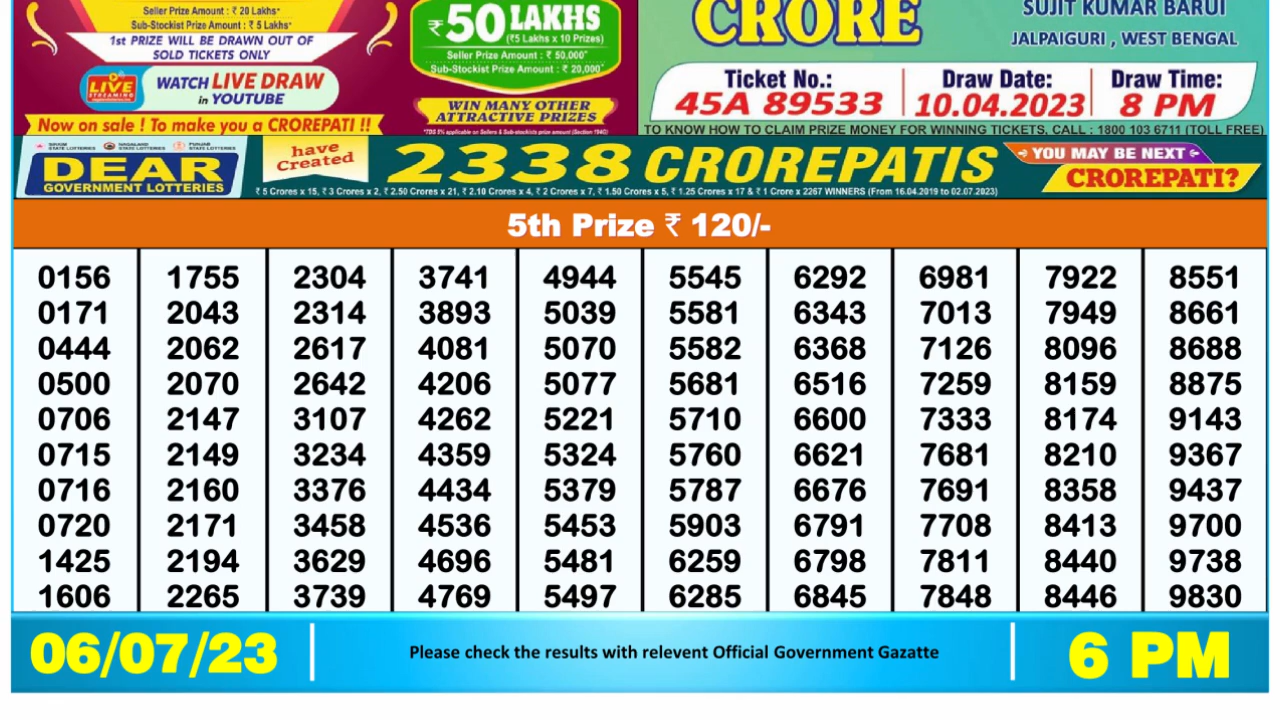 Seller Prize Amount : ₹ 20 Lakhs*
Sub-Stockist Prize Amount : ₹ 5 Lakhs*
1st PRIZE WILL BE DRAWN OUT OF
SOLD TICKETS ONLY
LIVE
STREAMING
WATCH LIVE DRAW
in YOUTUBE
Now on sale ! To make you a CROREPATI !!
₹50 LAKHS
(₹5 Lakhs x 10 Prizes)
Seller Prize Amount : ₹ 50,000*
Sub-Stockist Prize Amount : ₹ 20,000*
WIN MANY OTHER
ATTRACTIVE PRIZES
*TDS 5% applicable on Sellers & Sub-stockists prize amount (Section 194G)
CRORE
SUJIT KUMAR BARUI
JALPAIGURI , WEST BENGAL
Ticket No.: Draw Date: Draw Time:
45A 89533 10.04.2023 8 PM
TO KNOW HOW TO CLAIM PRIZE MONEY FOR WINNING TICKETS, CALL : 1800 103 6711 (TOLL FREE)
SIKKIM STATE LOTTERIES NAGALAND STATE LOTTERIES PUNJAB STATE LOTTERIES
DEAR
GOVERNMENT LOTTERIES
have
Created
2338 CROREPATIS
₹ 5 Crores x 15, ₹ 3 Crores x 2, ₹ 2.50 Crores x 21, ₹ 2.10 Crores x 4, ₹ 2 Crores x 7, ₹ 1.50 Crores x 5, ₹ 1.25 Crores x 17 & ₹ 1 Crore x 2267 WINNERS (From 16.04.2019 to 02.07.2023)
YOU MAY BE NEXT
CROREPATI?
5th Prize ₹ 120/-
0156 1755 2304 3741 4944 5545 6292 6981 7922 8551
0171 2043 2314 3893 5039 5581 6343 7013 7949 8661
0444 2062 2617 4081 5070 5582 6368 7126 8096 8688
0500 2070 2642 4206 5077 5681 6516 7259 8159 8875
0706 2147 3107 4262 5221 5710 6600 7333 8174 9143
0715 2149 3234 4359 5324 5760 6621 7681 8210 9367
0716 2160 3376 4434 5379 5787 6676 7691 8358 9437
0720 2171 3458 4536 5453 5903 6791 7708 8413 9700
1425 2194 3629 4696 5481 6259 6798 7811 8440 9738
1606 2265 3739 4769 5497 6285 6845 7848 8446 9830
06/07/23
Please check the results with relevent Official Government Gazatte
6 PM